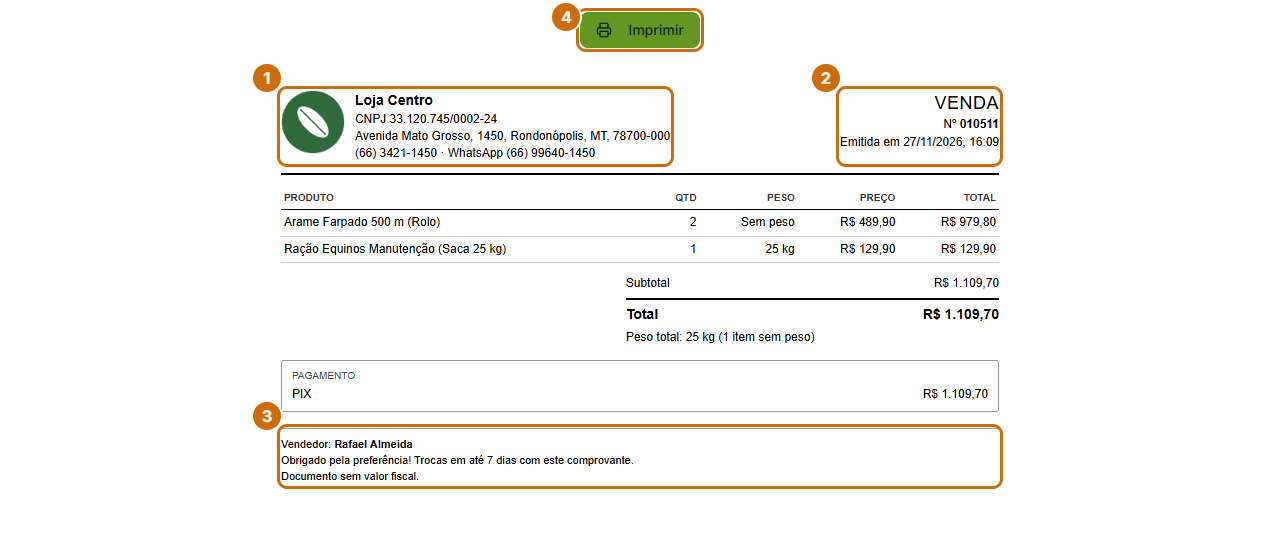 4
Imprimir
1
2
Loja Centro
CNPJ 33.120.745/0002-24
Avenida Mato Grosso, 1450, Rondonópolis, MT, 78700-000
(66) 3421-1450 · WhatsApp (66) 99640-1450
VENDA
Nº 010511
Emitida em 27/11/2026, 16:09
PRODUTO QTD PESO PREÇO TOTAL
Arame Farpado 500 m (Rolo) 2 Sem peso R$ 489,90 R$ 979,80
Ração Equinos Manutenção (Saca 25 kg) 1 25 kg R$ 129,90 R$ 129,90
Subtotal R$ 1.109,70
Total R$ 1.109,70
Peso total: 25 kg (1 item sem peso)
PAGAMENTO
PIX R$ 1.109,70
3
Vendedor: Rafael Almeida
Obrigado pela preferência! Trocas em até 7 dias com este comprovante.
Documento sem valor fiscal.